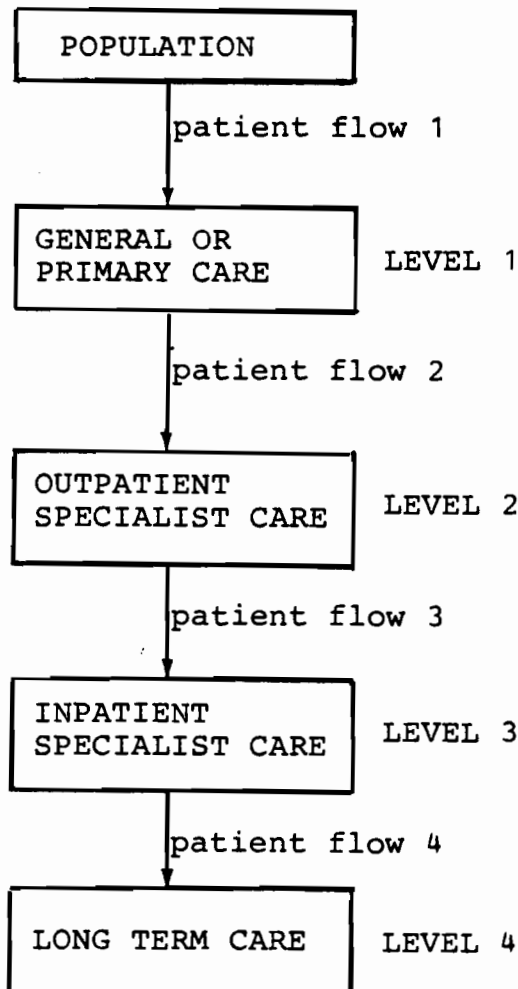 POPULATION
patient flow 1
GENERAL OR
PRIMARY CARE
LEVEL 1
patient flow 2
OUTPATIENT
SPECIALIST CARE
LEVEL 2
patient flow 3
INPATIENT
SPECIALIST CARE
LEVEL 3
patient flow 4
LONG TERM CARE
LEVEL 4